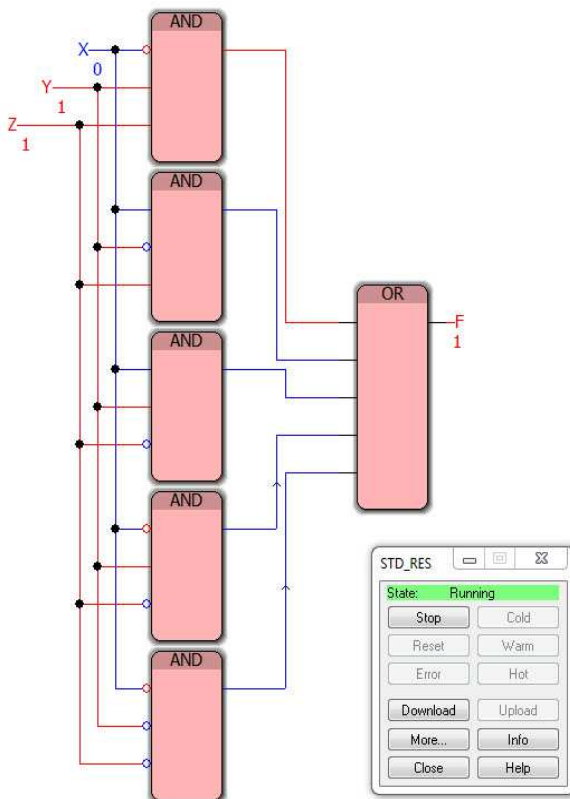 AND
X
0
Y
1
Z
1
AND
AND
AND
AND
OR
F
1
STD_RES
State: Running
Stop Cold
Reset Warm
Error Hot
Download Upload
More... Info
Close Help